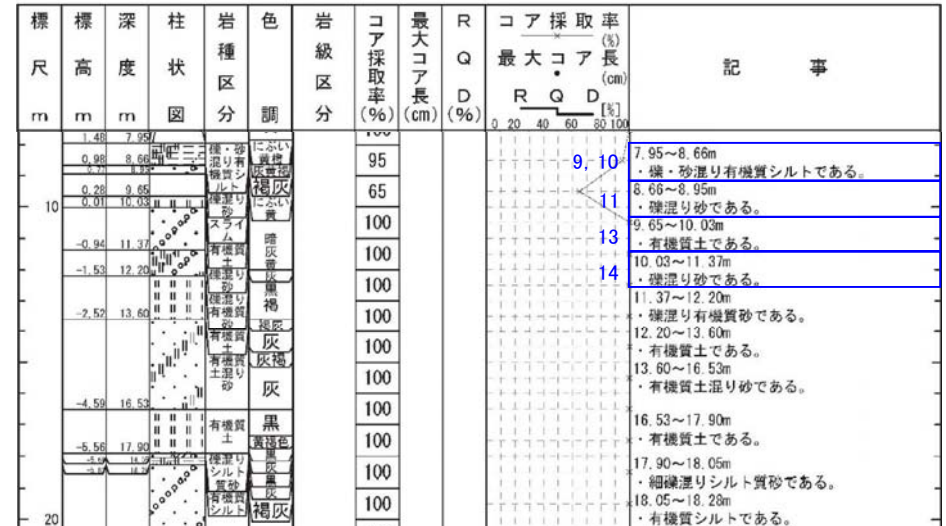 標尺 m
標高 m
深度 m
柱状図
岩種区分
色調
岩級区分
コア採取率(%)
最大コア長(cm)
RQD(%)
コア採取率(%)
最大コア長(cm)
RQD[%]
0 20 40 60 80 100
記事
1.48 7.95
0.98 8.66
0.28 9.65
0.01 10.03
-0.94 11.37
-1.53 12.20
-2.52 13.60
-4.59 16.53
-5.56 17.90
10
20
礫・砂混り有機質シルト
礫混り砂
スライム
有機質土
礫混り砂
礫混り有機質砂
有機質土
有機質土混り砂
有機質土
礫混りシルト質砂
有機質シルト
にぶい黄橙
灰黄褐
褐灰
にぶい黄
暗灰黄
灰
黒褐
褐灰
灰
灰褐
灰
黒
黄褐色
黒
灰
黒
灰
褐灰
95
65
100
100
100
100
100
100
100
100
100
100
9, 10
11
13
14
7.95～8.66m
・礫・砂混り有機質シルトである。
8.66～8.95m
・礫混り砂である。
9.65～10.03m
・有機質土である。
10.03～11.37m
・礫混り砂である。
11.37～12.20m
・礫混り有機質砂である。
12.20～13.60m
・有機質土である。
13.60～16.53m
・有機質土混り砂である。
16.53～17.90m
・有機質土である。
17.90～18.05m
・細礫混りシルト質砂である。
18.05～18.28m
・有機質シルトである。